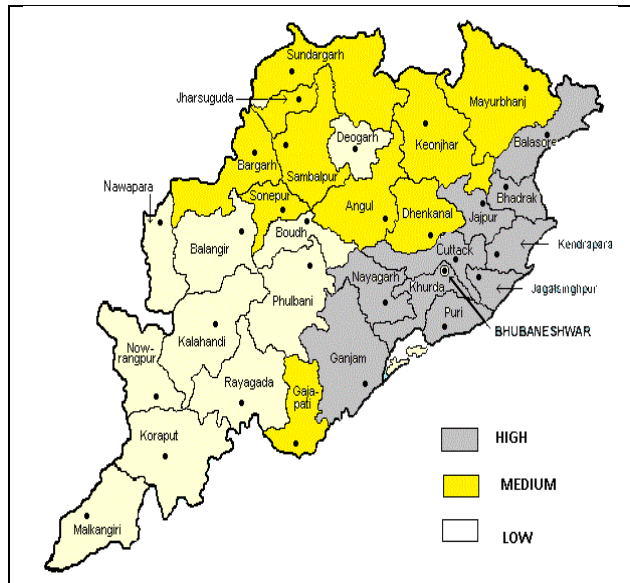 Sundargarh
Jharsuguda
Mayurbhanj
Deogarh
Keonjhar
Balasore
Bargarh
Sambalpur
Nawapara
Sonepur
Angul
Dhenkanal
Bhadrak
Jajpur
Boudh
Balangir
Cuttack
Kendrapara
Nayagarh
Khurda
Jagatsinghpur
Phulbani
Puri
BHUBANESHWAR
Kalahandi
Ganjam
Now-
rangpur
Rayagada
Gaja-
pati
Koraput
HIGH
MEDIUM
Malkangiri
LOW